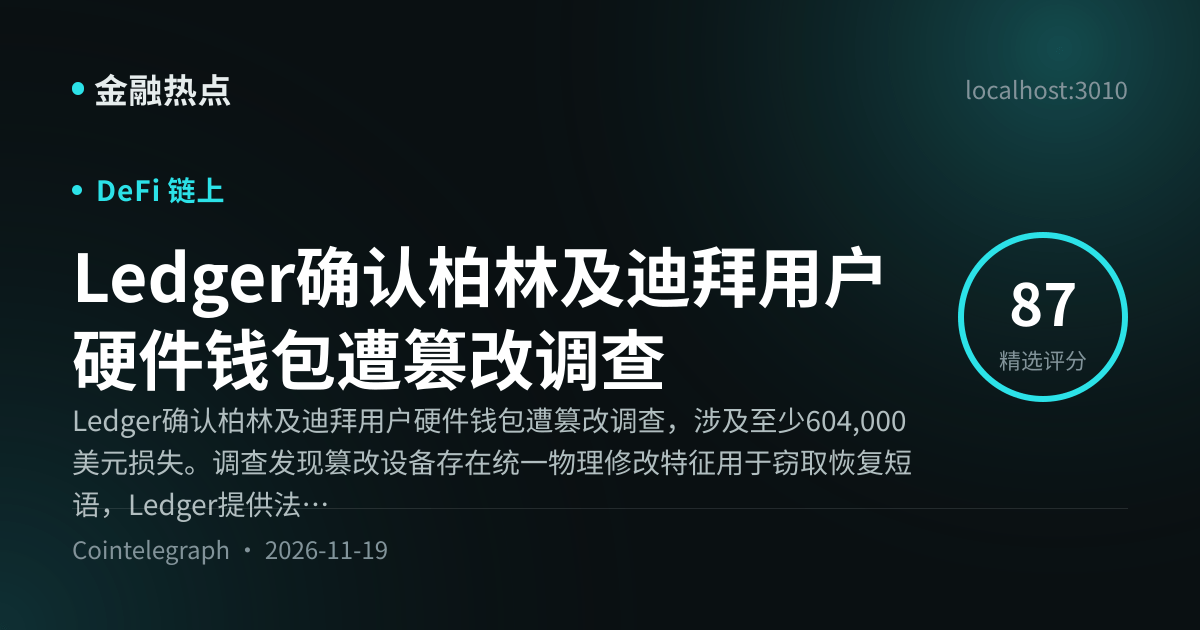 金融热点
localhost:3010
DeFi 链上
Ledger确认柏林及迪拜用户
硬件钱包遭篡改调查
87
精选评分
Ledger确认柏林及迪拜用户硬件钱包遭篡改调查，涉及至少604,000
美元损失。调查发现篡改设备存在统一物理修改特征用于窃取恢复短
语，Ledger提供法…
Cointelegraph · 2026-11-19